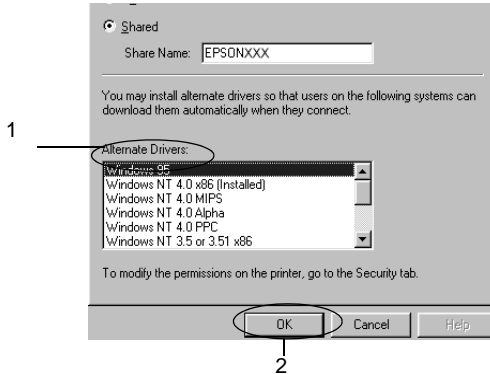 Shared
Share Name: EPSONXXX
You may install alternate drivers so that users on the following systems can
download them automatically when they connect.
1
Alternate Drivers:
Windows 95
Windows NT 4.0 x86 (Installed)
Windows NT 4.0 MIPS
Windows NT 4.0 Alpha
Windows NT 4.0 PPC
Windows NT 3.5 or 3.51 x86
To modify the permissions on the printer, go to the Security tab.
OK Cancel Help
2